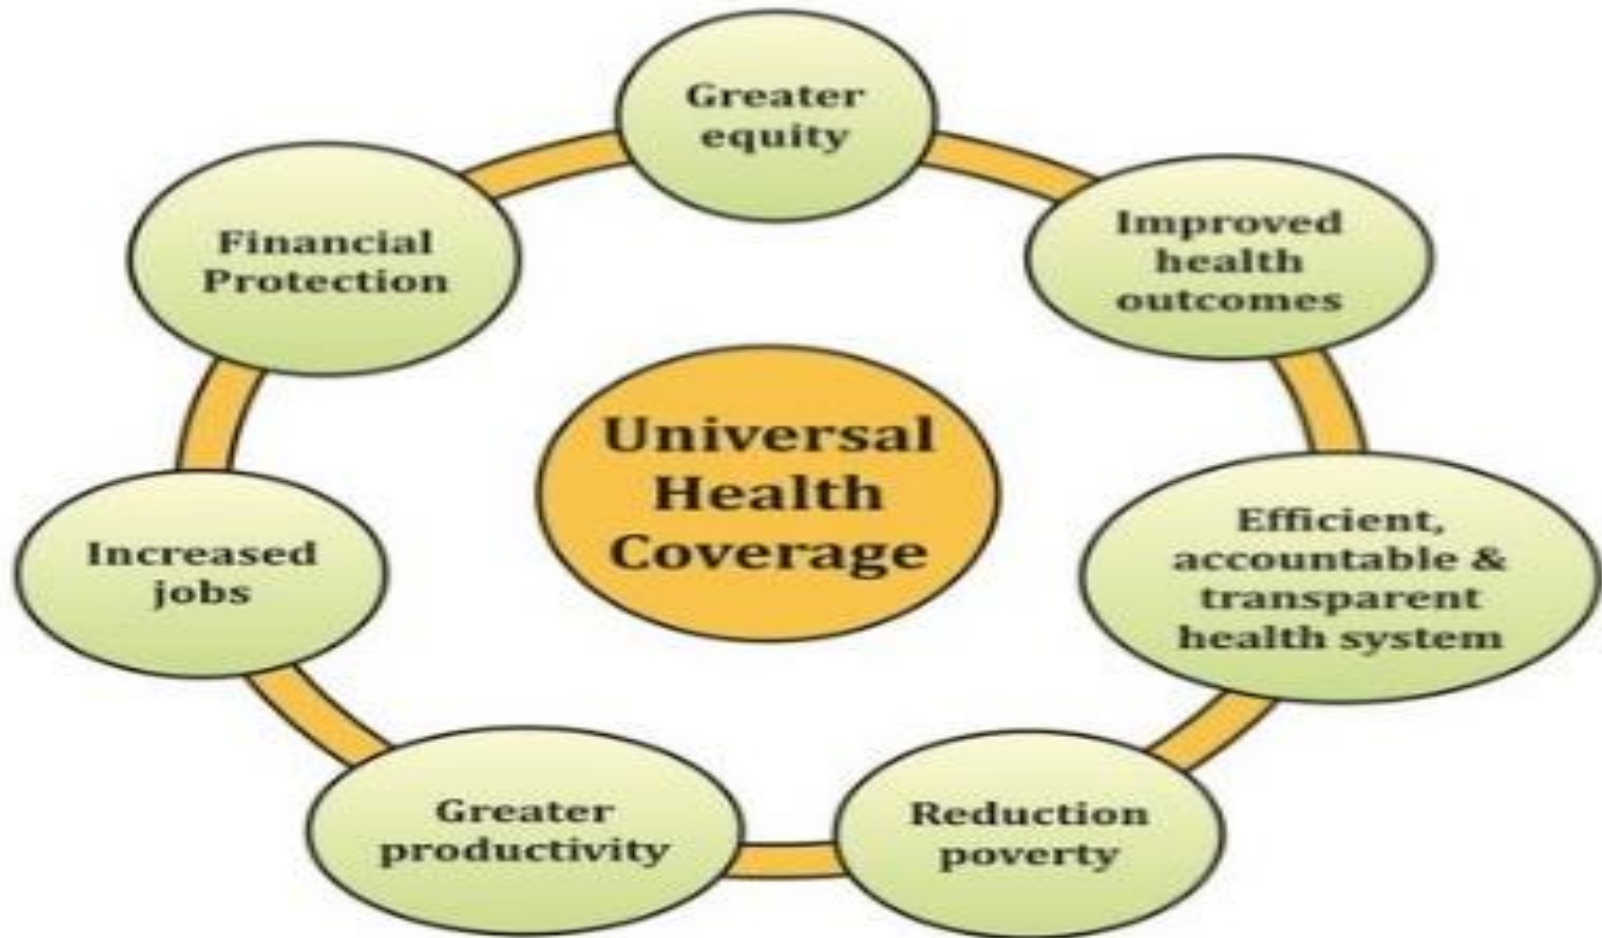 Greater
equity
Improved
health
outcomes
Efficient,
accountable &
transparent
health system
Reduction
poverty
Greater
productivity
Increased
jobs
Financial
Protection
Universal
Health
Coverage